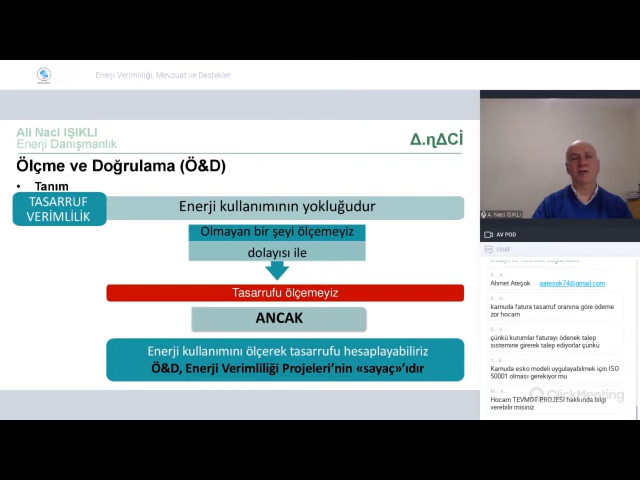 Enerji Verimliliği, Mevzuat ve Destekler
Ali Naci IŞIKLI
Enerji Danışmanlık
Δ.ηΔCİ
Ölçme ve Doğrulama (Ö&D)
• Tanım
TASARRUF
VERİMLİLİK
Enerji kullanımının yokluğudur
Olmayan bir şeyi ölçemeyiz
dolayısı ile
Tasarrufu ölçemeyiz
ANCAK
Enerji kullanımını ölçerek tasarrufu hesaplayabiliriz
Ö&D, Enerji Verimliliği Projeleri'nin «sayaç»'ıdır
A. Naci IŞIKLI
AV POD
CHAT
Ahmet Ateşok aatesok74@gmail.com
kamuda fatura tasarruf oranına göre ödeme
zor hocam
çünkü kurumlar faturayı ödenek talep
sistemine girerek talep ediyorlar çünkü
Kamuda esko modeli uygulayabilmek için ISO
50001 olması gerekiyor mu
ClickMeeting
Hocam TEVMOT PROJESİ hakkında bilgi
verebilir misiniz